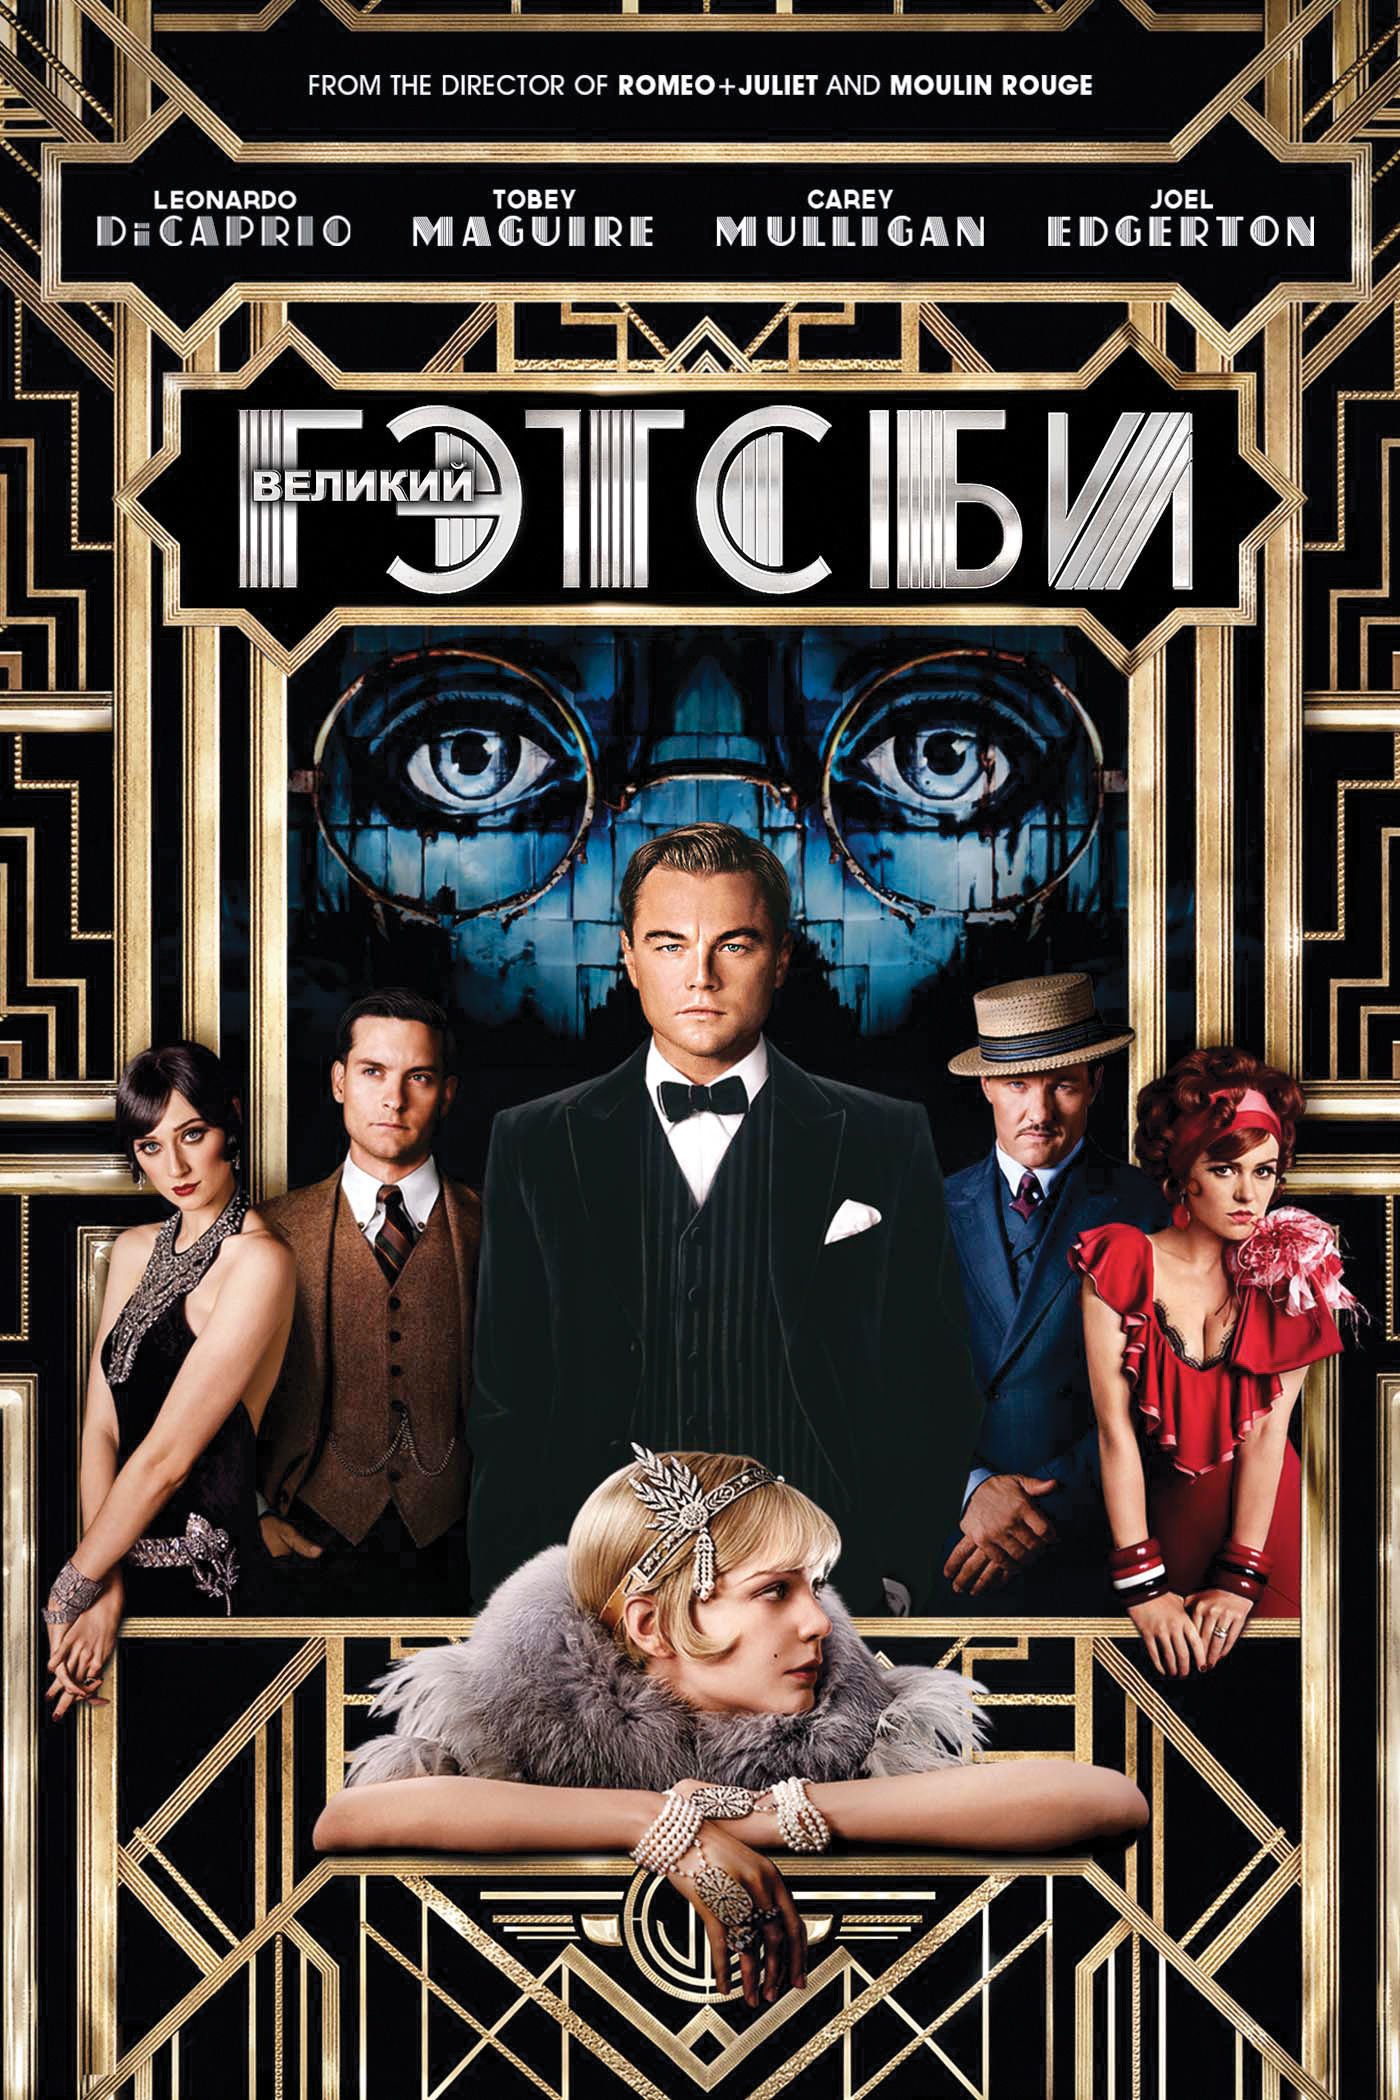 FROM THE DIRECTOR OF ROMEO+JULIET AND MOULIN ROUGE
LEONARDO
DiCAPRIO
TOBEY
MAGUIRE
CAREY
MULLIGAN
JOEL
EDGERTON
ВЕЛИКИЙ
ГЭТСБИ